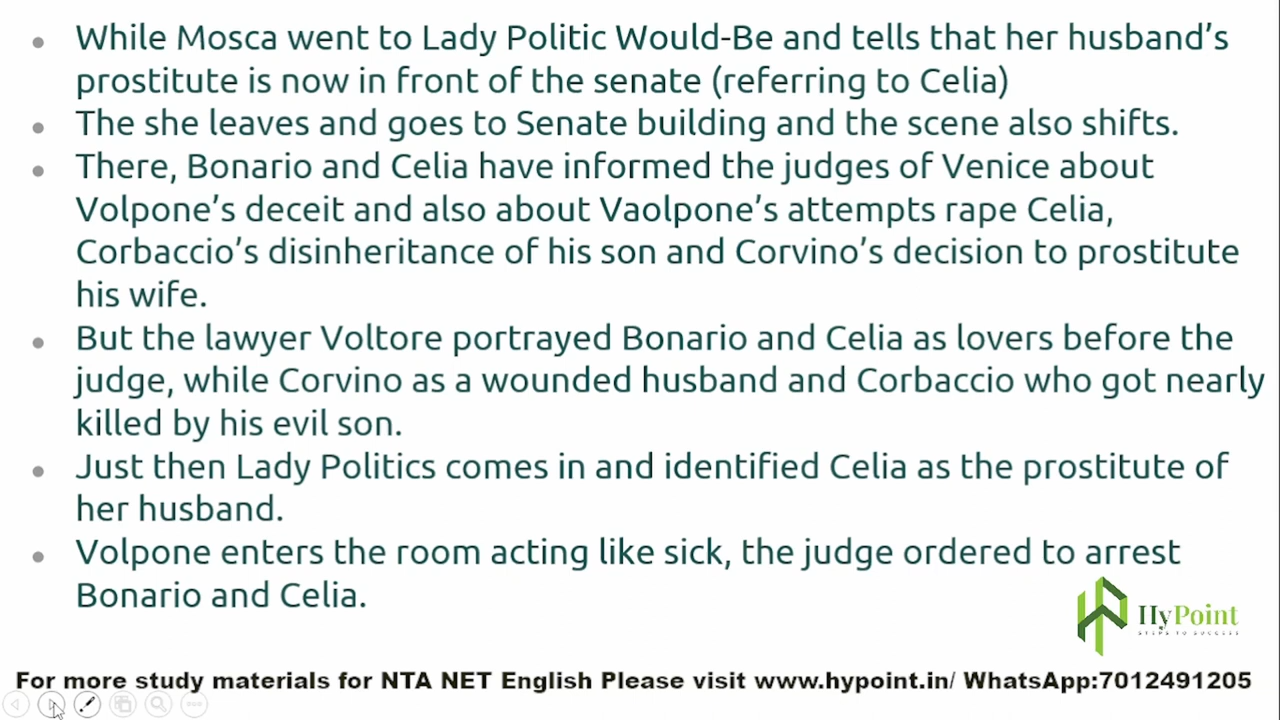 While Mosca went to Lady Politic Would-Be and tells that her husband's
prostitute is now in front of the senate (referring to Celia)
The she leaves and goes to Senate building and the scene also shifts.
There, Bonario and Celia have informed the judges of Venice about
Volpone's deceit and also about Vaolpone's attempts rape Celia,
Corbaccio's disinheritance of his son and Corvino's decision to prostitute
his wife.
But the lawyer Voltore portrayed Bonario and Celia as lovers before the
judge, while Corvino as a wounded husband and Corbaccio who got nearly
killed by his evil son.
Just then Lady Politics comes in and identified Celia as the prostitute of
her husband.
Volpone enters the room acting like sick, the judge ordered to arrest
Bonario and Celia.
HyPoint
STEPS TO SUCCESS
For more study materials for NTA NET English Please visit www.hypoint.in/ WhatsApp:7012491205